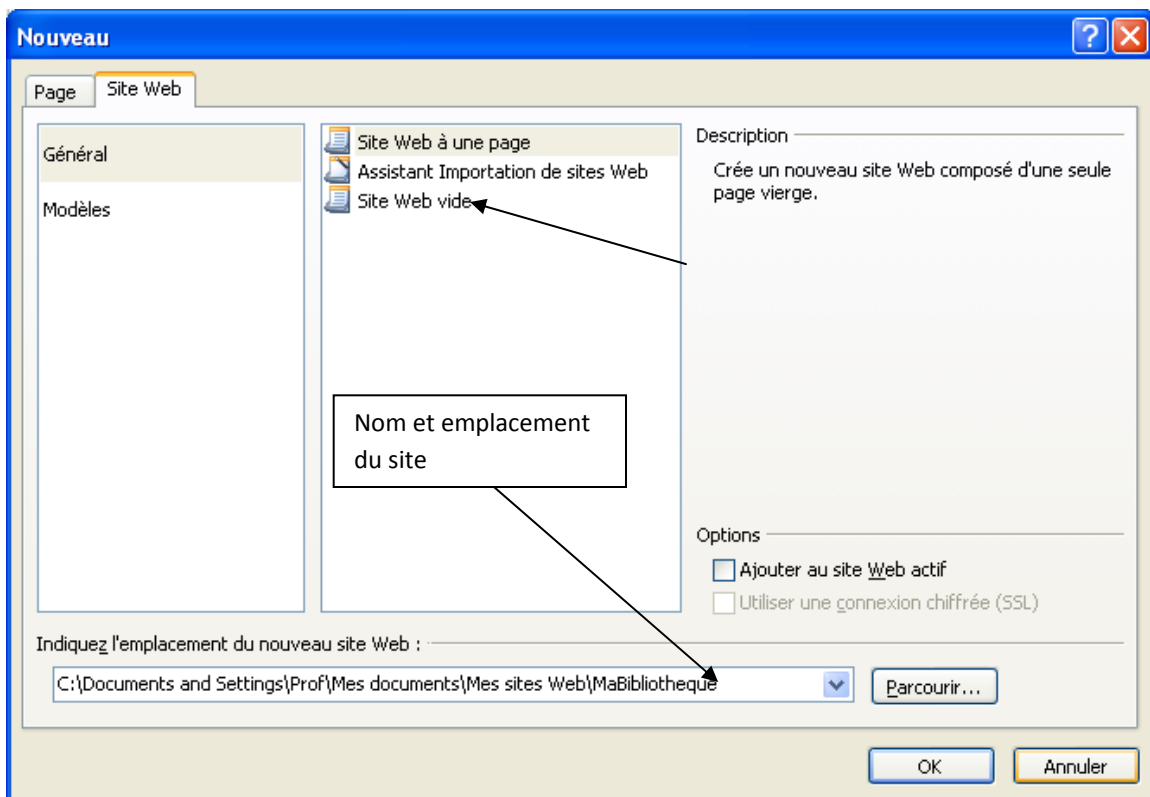 Nouveau
Page
Site Web
Général
Modèles
Site Web à une page
Assistant Importation de sites Web
Site Web vide
Description
Crée un nouveau site Web composé d'une seule
page vierge.
Nom et emplacement
du site
Options
Ajouter au site Web actif
Utiliser une connexion chiffrée (SSL)
Indiquez l'emplacement du nouveau site Web :
C:\Documents and Settings\Prof\Mes documents\Mes sites Web\MaBibliotheque
Parcourir...
OK
Annuler